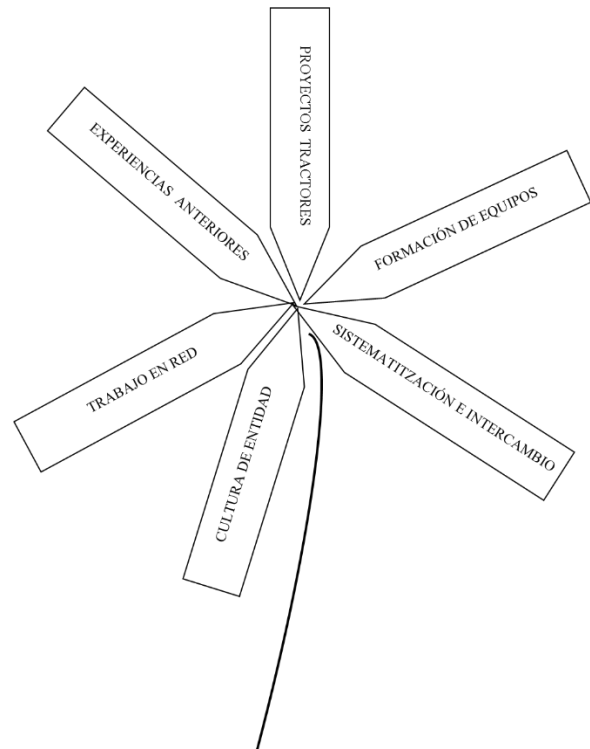 PROYECTOS TRACTORES
EXPERIENCIAS ANTERIORES
FORMACIÓN DE EQUIPOS
SISTEMATITZACIÓN E INTERCAMBIO
TRABAJO EN RED
CULTURA DE ENTIDAD